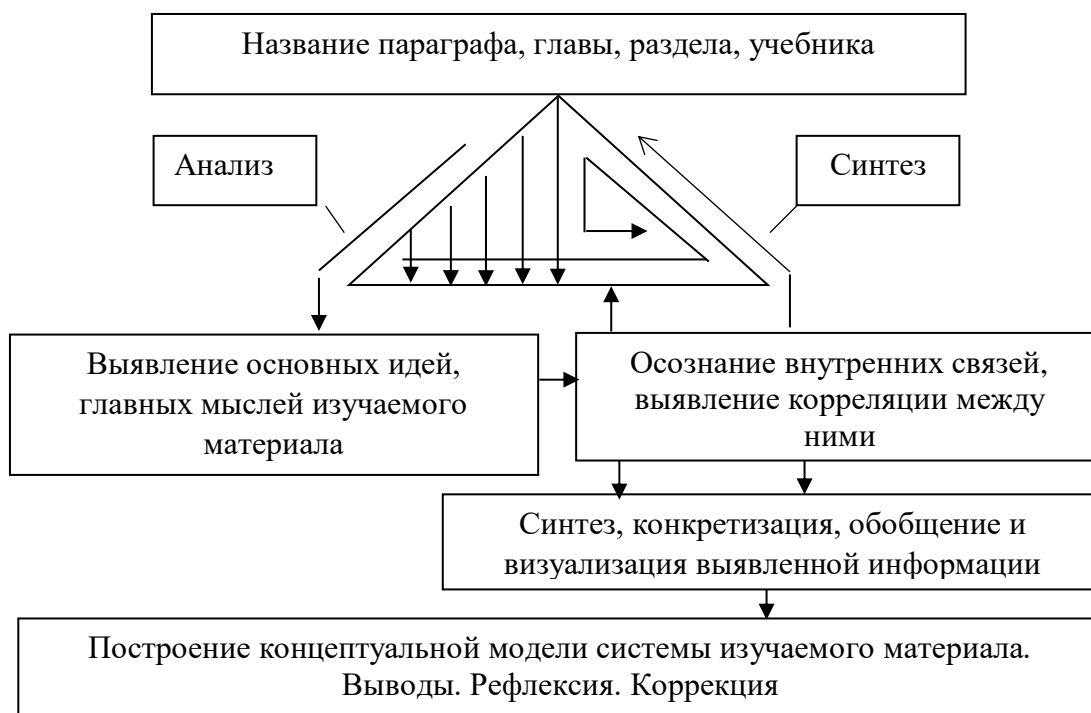 Название параграфа, главы, раздела, учебника
Анализ
Синтез
Выявление основных идей,
главных мыслей изучаемого
материала
Осознание внутренних связей,
выявление корреляции между
ними
Синтез, конкретизация, обобщение и
визуализация выявленной информации
Построение концептуальной модели системы изучаемого материала.
Выводы. Рефлексия. Коррекция